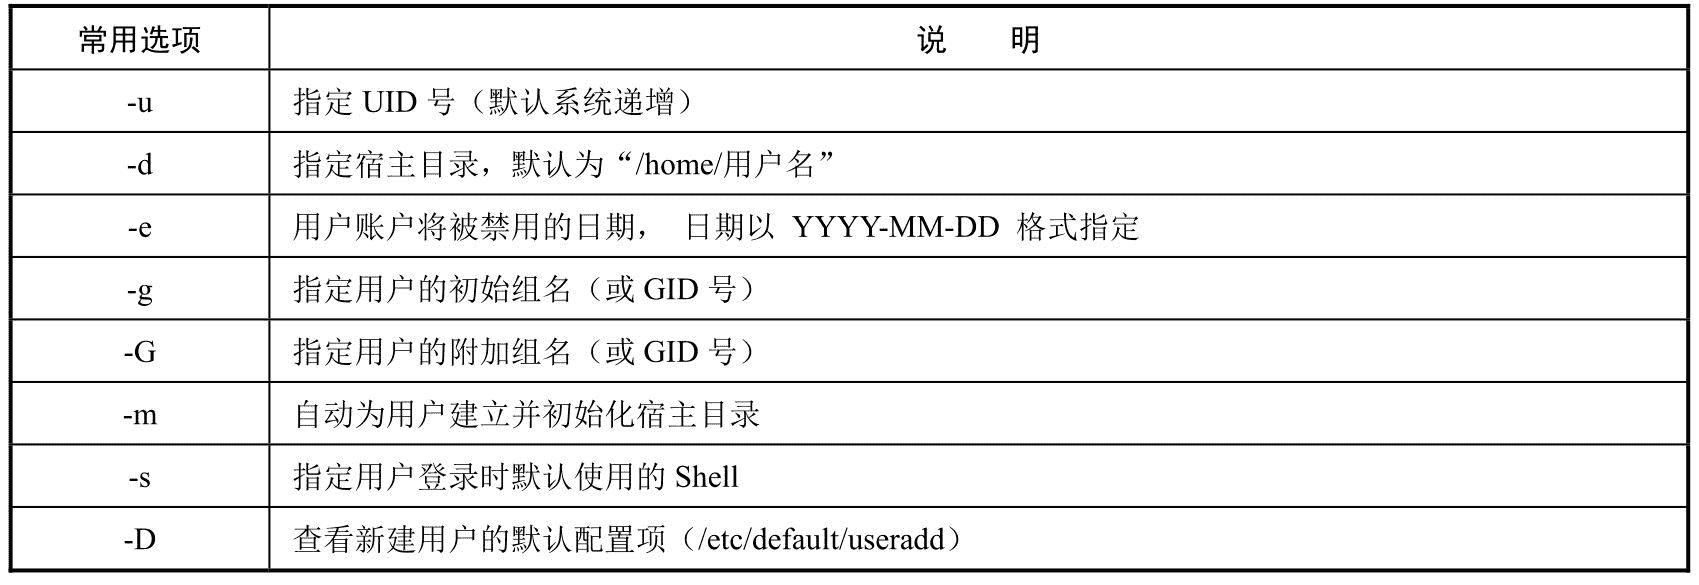 常用选项 说 明
-u 指定 UID 号（默认系统递增）
-d 指定宿主目录，默认为“/home/用户名”
-e 用户账户将被禁用的日期， 日期以 YYYY-MM-DD 格式指定
-g 指定用户的初始组名（或 GID 号）
-G 指定用户的附加组名（或 GID 号）
-m 自动为用户建立并初始化宿主目录
-s 指定用户登录时默认使用的 Shell
-D 查看新建用户的默认配置项（/etc/default/useradd）